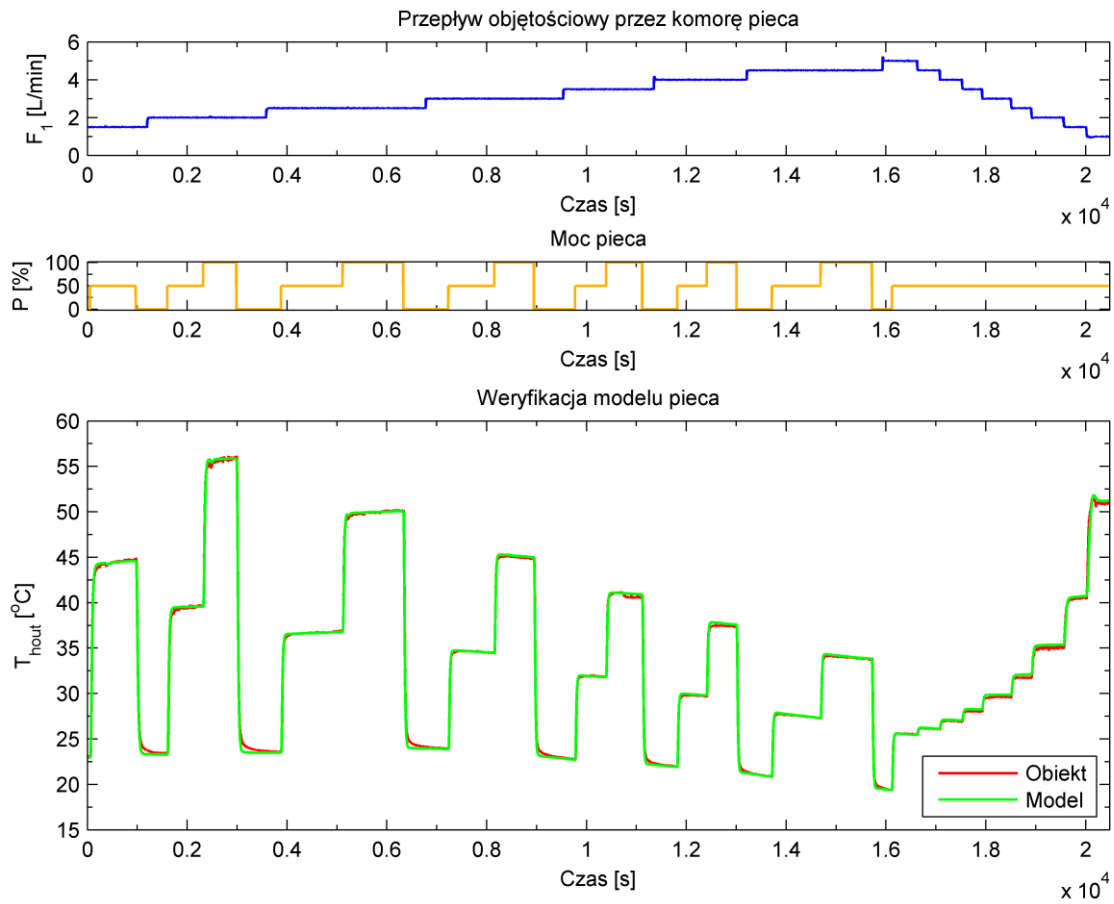 Przepływ objętościowy przez komorę pieca
F1 [L/min]
6
4
2
0
0 0.2 0.4 0.6 0.8 1 1.2 1.4 1.6 1.8 2
Czas [s]
x 10^4
Moc pieca
P [%]
100
50
0
0 0.2 0.4 0.6 0.8 1 1.2 1.4 1.6 1.8 2
Czas [s]
x 10^4
Weryfikacja modelu pieca
Thout [°C]
60
55
50
45
40
35
30
25
20
15
Obiekt
Model
0 0.2 0.4 0.6 0.8 1 1.2 1.4 1.6 1.8 2
Czas [s]
x 10^4